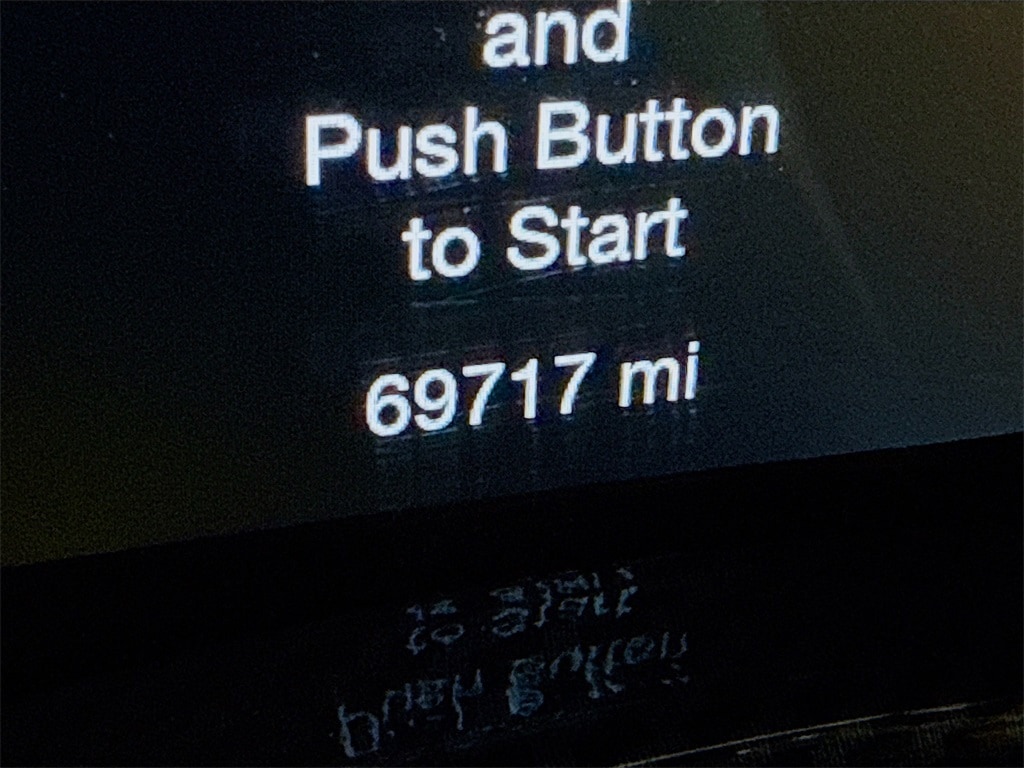 and
Push Button
to Start
69717 mi